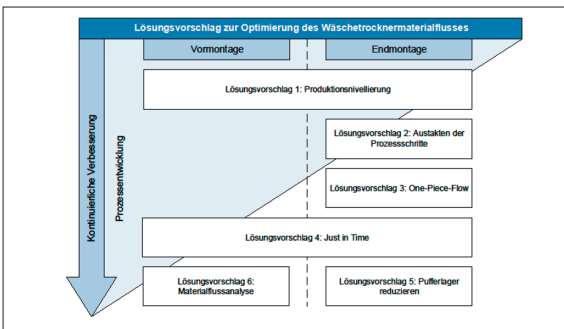 Lösungsvorschlag zur Optimierung des Wäschetrocknermaterialflusses
Vormontage
Endmontage
Kontinuierliche Verbesserung
Prozessentwicklung
Lösungsvorschlag 1: Produktionsnivellierung
Lösungsvorschlag 2: Austakten der
Prozessschritte
Lösungsvorschlag 3: One-Piece-Flow
Lösungsvorschlag 4: Just in Time
Lösungsvorschlag 6:
Materialflussanalyse
Lösungsvorschlag 5: Pufferlager
reduzieren